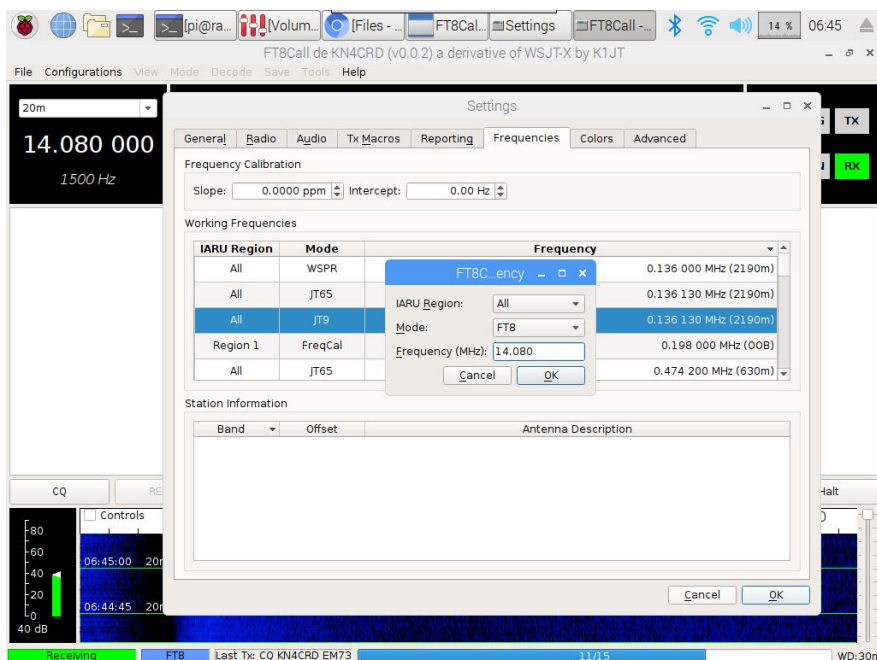 [pi@ra... [Volum... [Files - ... FT8Cal... Settings FT8Call -... 14 % 06:45
FT8Call de KN4CRD (v0.0.2) a derivative of WSJT-X by K1JT
File Configurations View Mode Decode Save Tools Help
20m
14.080 000
1500 Hz
TX
RX
Settings
General Radio Audio Tx Macros Reporting Frequencies Colors Advanced
Frequency Calibration
Slope: 0.0000 ppm Intercept: 0.00 Hz
Working Frequencies
IARU Region Mode Frequency
All WSPR 0.136 000 MHz (2190m)
All JT65 0.136 130 MHz (2190m)
All JT9 0.136 130 MHz (2190m)
Region 1 FreqCal 0.198 000 MHz (OOB)
All JT65 0.474 200 MHz (630m)
FT8C...ency
IARU Region: All
Mode: FT8
Frequency (MHz): 14.080
Cancel OK
Station Information
Band Offset Antenna Description
Cancel OK
CQ RE Halt
Controls
-80
-60
-40
-20
-0
40 dB
06:45:00 20m
06:44:45 20m
Receiving FT8 Last Tx: CQ KN4CRD EM73 11/15 WD:30m